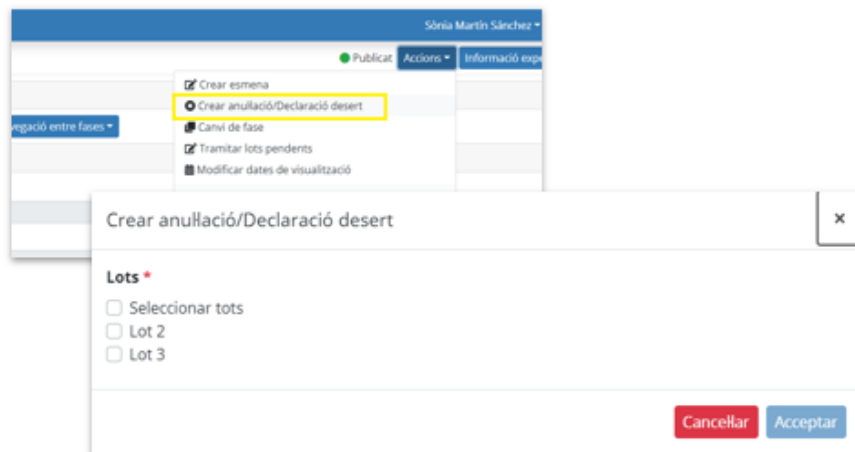 Sònia Martín Sánchez
Publicat Accions Informació expe
Crear esmena
Crear anul·lació/Declaració desert
vegació entre fases
Canvi de fase
Tramitar lots pendents
Modificar dates de visualització
Crear anul·lació/Declaració desert
×
Lots *
Seleccionar tots
Lot 2
Lot 3
Cancel·lar Acceptar